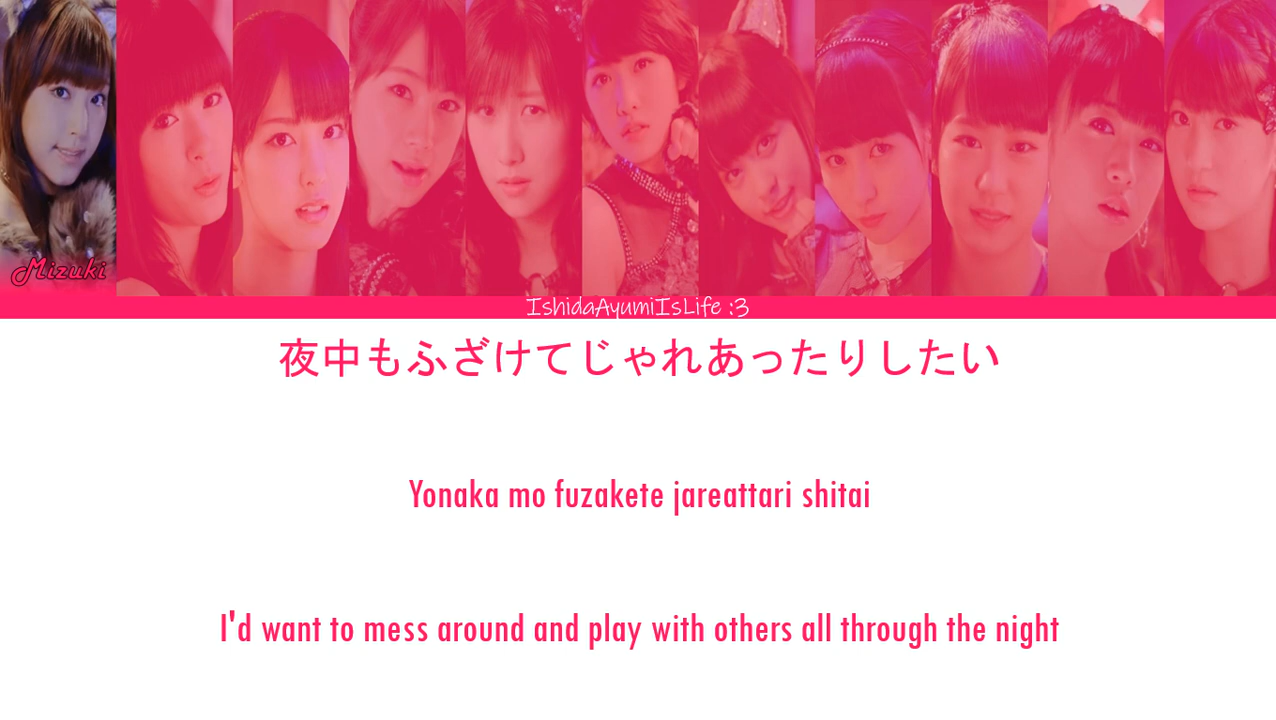 Mizuki
IshidaAyumiIsLife :3
夜中もふざけてじゃれあったりしたい
Yonaka mo fuzakete jareattari shitai
I'd want to mess around and play with others all through the night